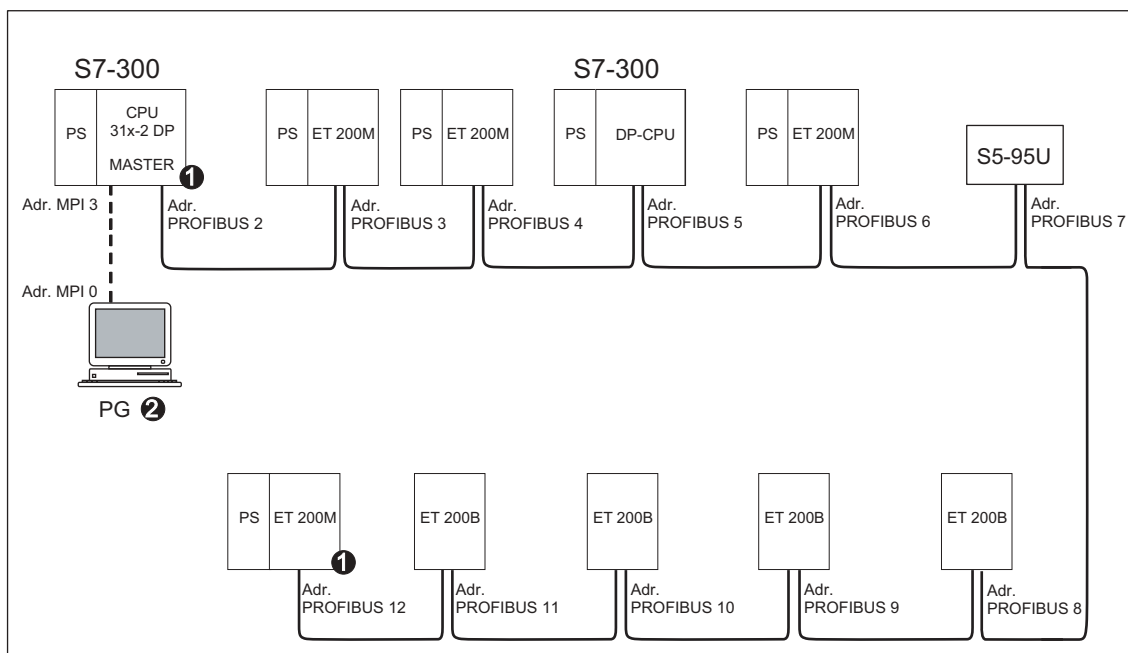 S7-300
S7-300
PS
CPU
31x-2 DP
MASTER
1
PS
ET 200M
PS
ET 200M
PS
DP-CPU
PS
ET 200M
S5-95U
Adr. MPI 3
Adr.
PROFIBUS 2
Adr.
PROFIBUS 3
Adr.
PROFIBUS 4
Adr.
PROFIBUS 5
Adr.
PROFIBUS 6
Adr.
PROFIBUS 7
Adr. MPI 0
PG 2
PS
ET 200M
1
ET 200B
ET 200B
ET 200B
ET 200B
Adr.
PROFIBUS 12
Adr.
PROFIBUS 11
Adr.
PROFIBUS 10
Adr.
PROFIBUS 9
Adr.
PROFIBUS 8